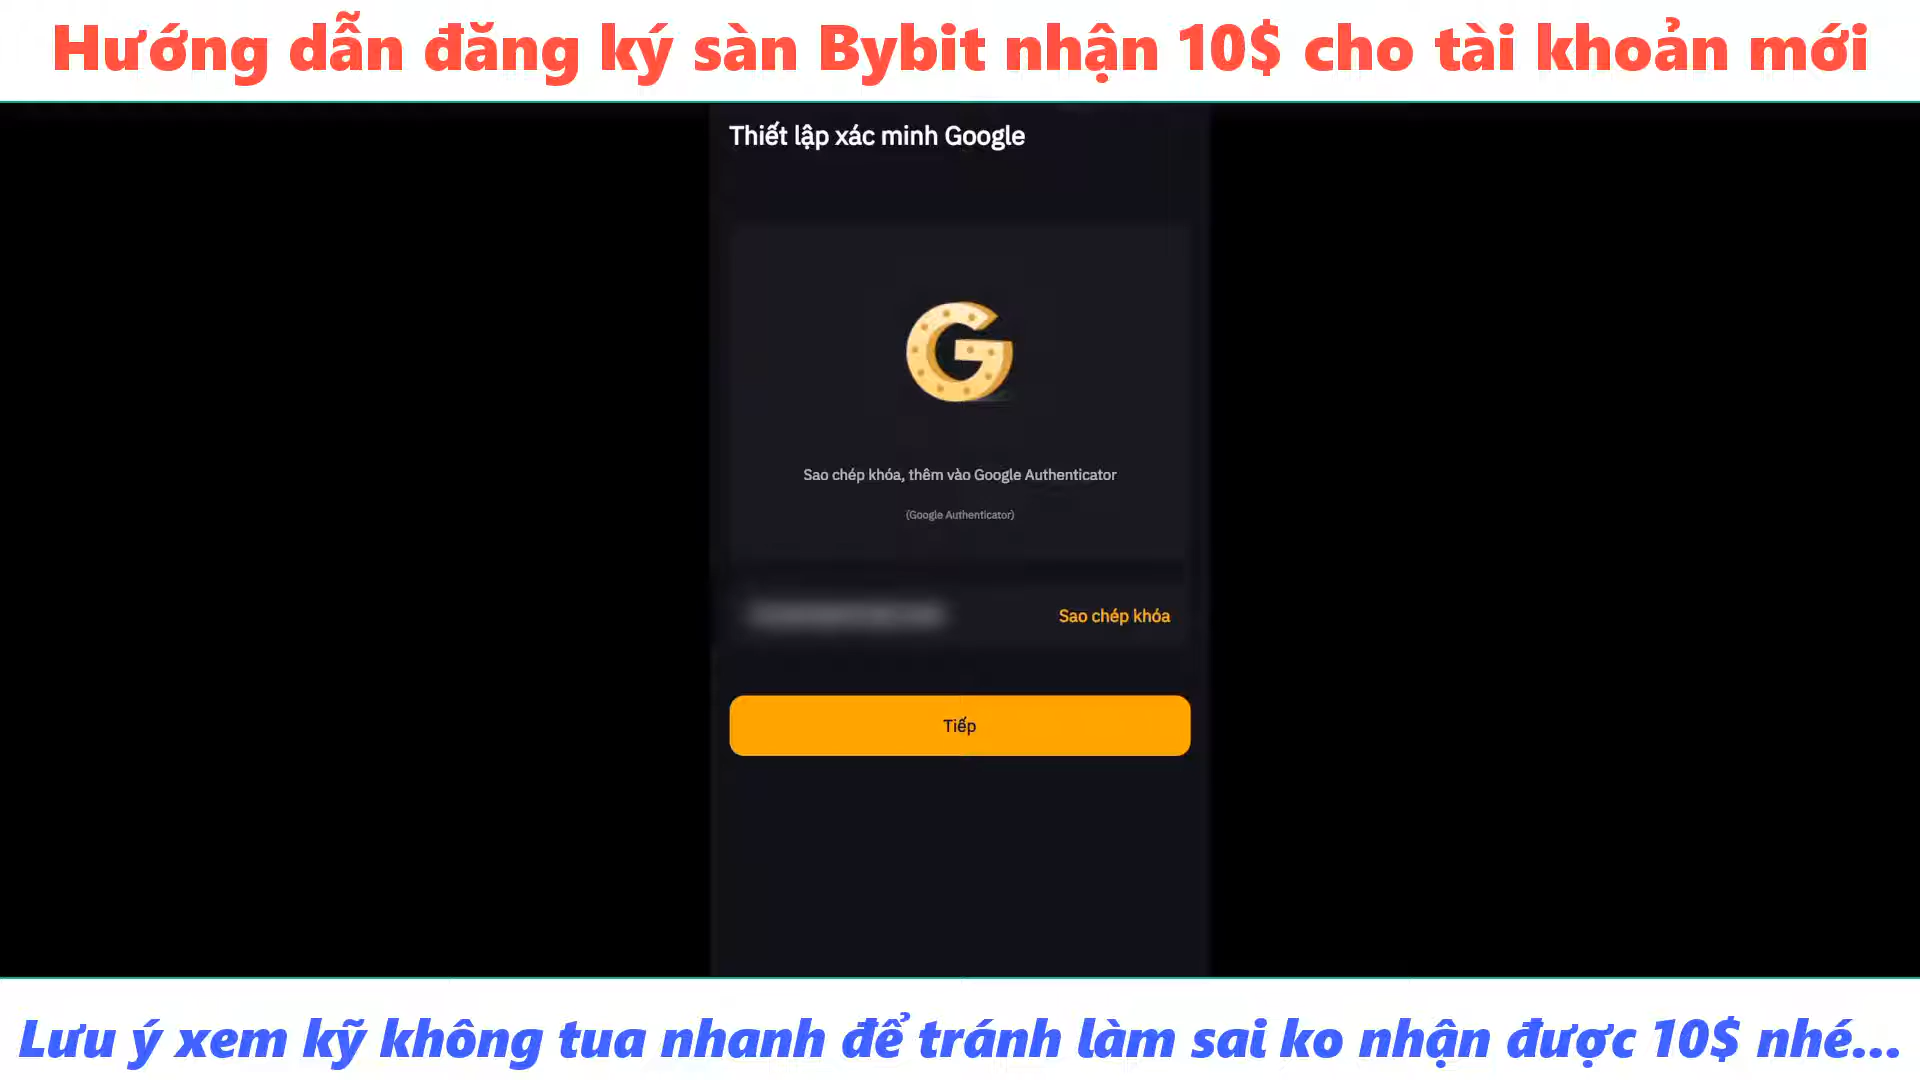 Hướng dẫn đăng ký sàn Bybit nhận 10$ cho tài khoản mới
Thiết lập xác minh Google
Sao chép khóa, thêm vào Google Authenticator
(Google Authenticator)
Sao chép khóa
Tiếp
Lưu ý xem kỹ không tua nhanh để tránh làm sai ko nhận được 10$ nhé...